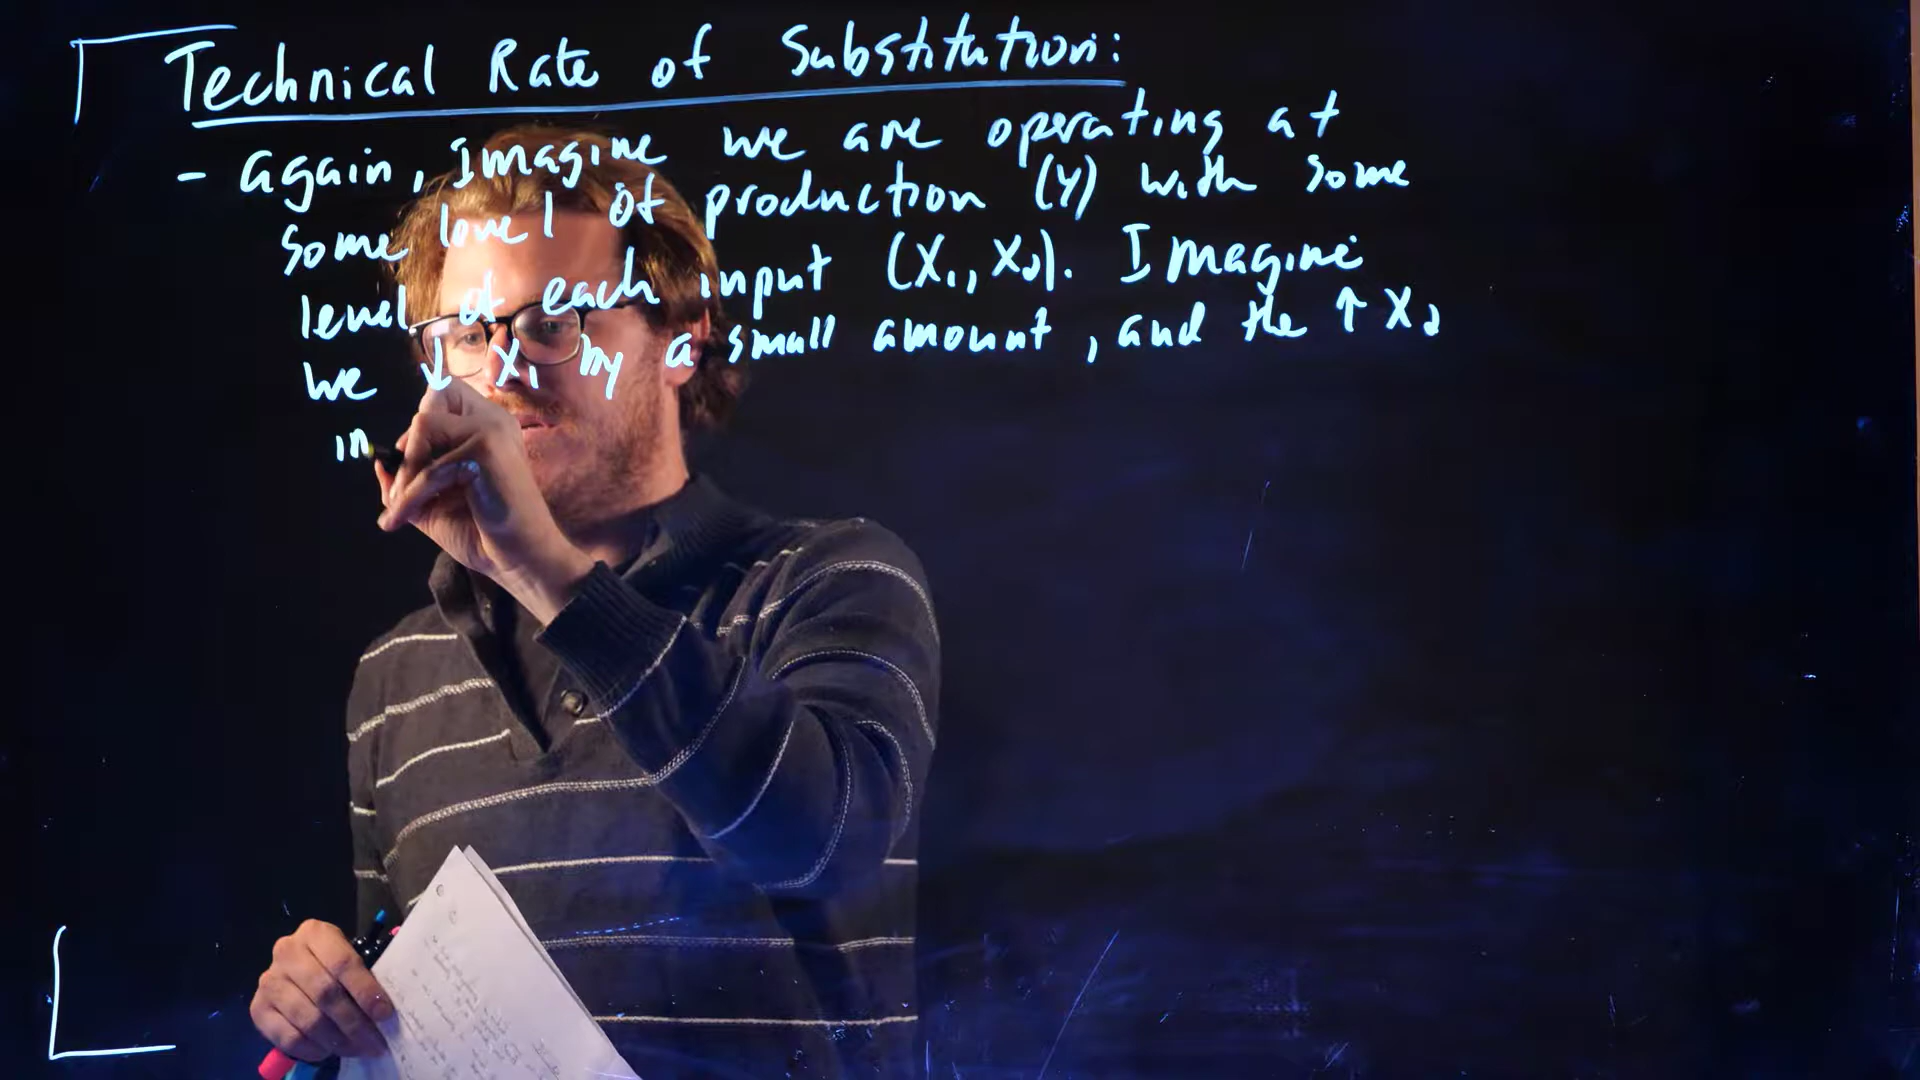 Technical Rate of Substitution:
- again, Imagine we are operating at
some level of production (Y) with some
level of each input (X₁, X₂). Imagine
we ↓ X₁ by a small amount, and the ↑ X₂
in